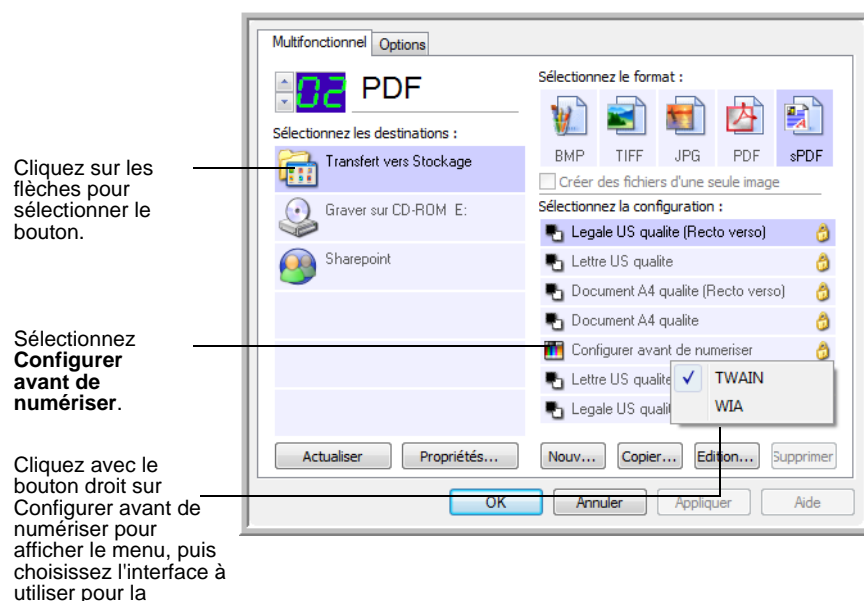 Multifonctionnel Options
02 PDF
Sélectionnez le format :
BMP TIFF JPG PDF sPDF
Créer des fichiers d'une seule image
Sélectionnez les destinations :
Transfert vers Stockage
Graver sur CD-ROM E:
Sharepoint
Sélectionnez la configuration :
Legale US qualite (Recto verso)
Lettre US qualite
Document A4 qualite (Recto verso)
Document A4 qualite
Configurer avant de numeriser
Lettre US qualite
Legale US quali
TWAIN
WIA
Actualiser Propriétés... Nouv... Copier... Edition... Supprimer
OK Annuler Appliquer Aide
Cliquez sur les
flèches pour
sélectionner le
bouton.
Sélectionnez
Configurer
avant de
numériser.
Cliquez avec le
bouton droit sur
Configurer avant de
numériser pour
afficher le menu, puis
choisissez l'interface à
utiliser pour la